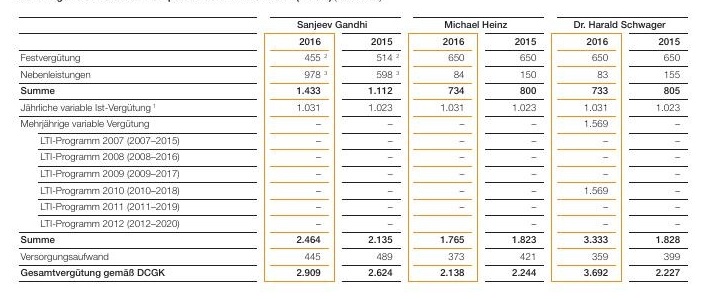 Sanjeev Gandhi Michael Heinz Dr. Harald Schwager
2016 2015 2016 2015 2016 2015
Festvergütung 455 2 514 2 650 650 650 650
Nebenleistungen 978 3 598 3 84 150 83 155
Summe 1.433 1.112 734 800 733 805
Jährliche variable Ist-Vergütung 1 1.031 1.023 1.031 1.023 1.031 1.023
Mehrjährige variable Vergütung – – – – 1.569 –
LTI-Programm 2007 (2007–2015) – – – – – –
LTI-Programm 2008 (2008–2016) – – – – – –
LTI-Programm 2009 (2009–2017) – – – – – –
LTI-Programm 2010 (2010–2018) – – – – 1.569 –
LTI-Programm 2011 (2011–2019) – – – – – –
LTI-Programm 2012 (2012–2020) – – – – – –
Summe 2.464 2.135 1.765 1.823 3.333 1.828
Versorgungsaufwand 445 489 373 421 359 399
Gesamtvergütung gemäß DCGK 2.909 2.624 2.138 2.244 3.692 2.227